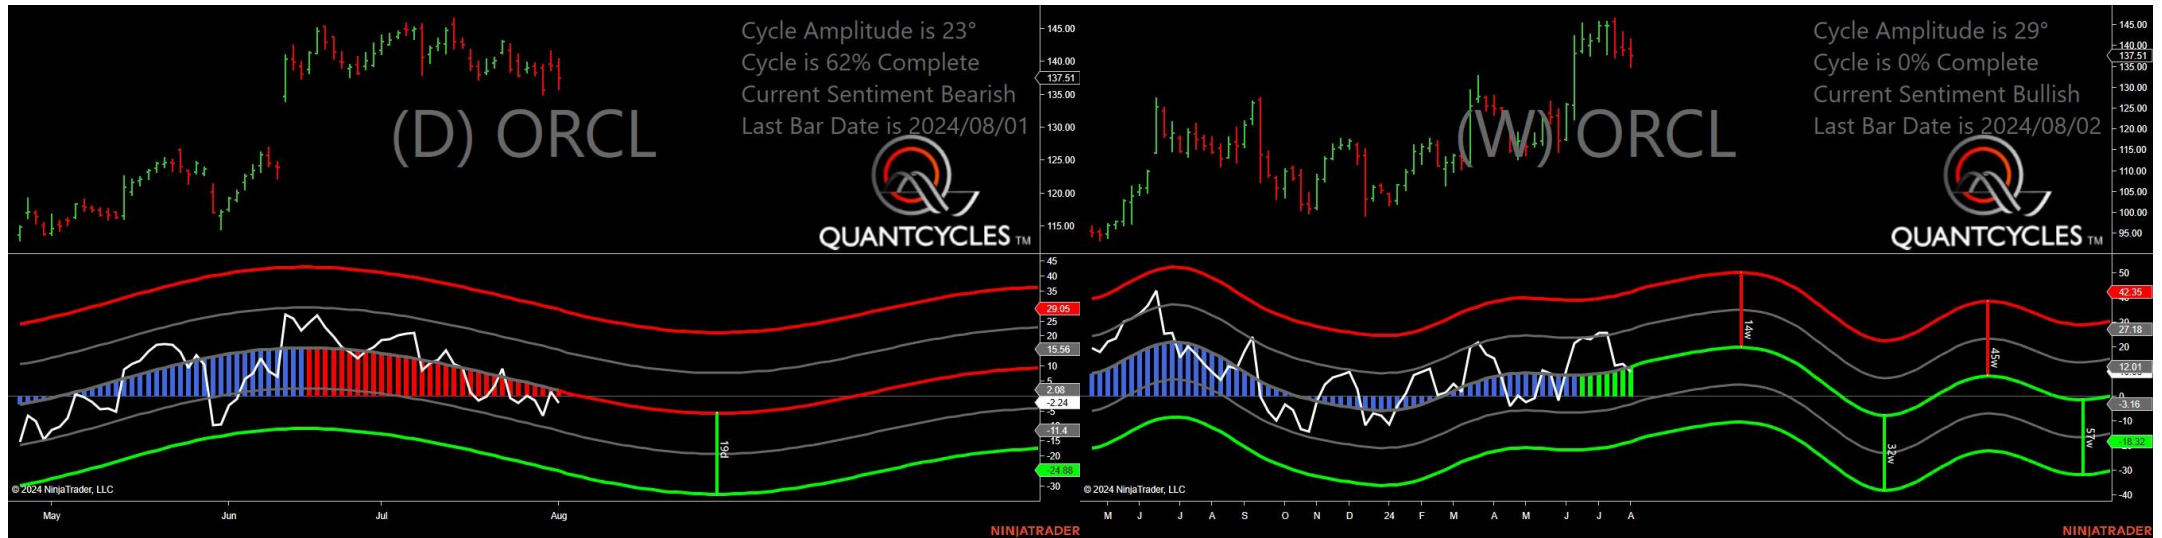 Cycle Amplitude is 23°
Cycle is 62% Complete
Current Sentiment Bearish
Last Bar Date is 2024/08/01
(D) ORCL
QUANTCYCLES TM
145.00
140.00
137.51
135.00
130.00
125.00
120.00
115.00
45
40
35
29.05
25
20
15.56
10
5
2.08
-2.24
-5
-11.4
-15
-20
-24.88
-30
19d
© 2024 NinjaTrader, LLC
May Jun Jul Aug
NINJATRADER
Cycle Amplitude is 29°
Cycle is 0% Complete
Current Sentiment Bullish
Last Bar Date is 2024/08/02
(W) ORCL
QUANTCYCLES TM
145.00
140.00
137.51
135.00
130.00
125.00
120.00
115.00
110.00
105.00
100.00
95.00
50
42.35
30
27.18
20
12.01
0
-3.16
-10
-18.32
-30
-40
14w
32w
45w
57w
© 2024 NinjaTrader, LLC
M J J A S O N D 24 F M A M J J A
NINJATRADER